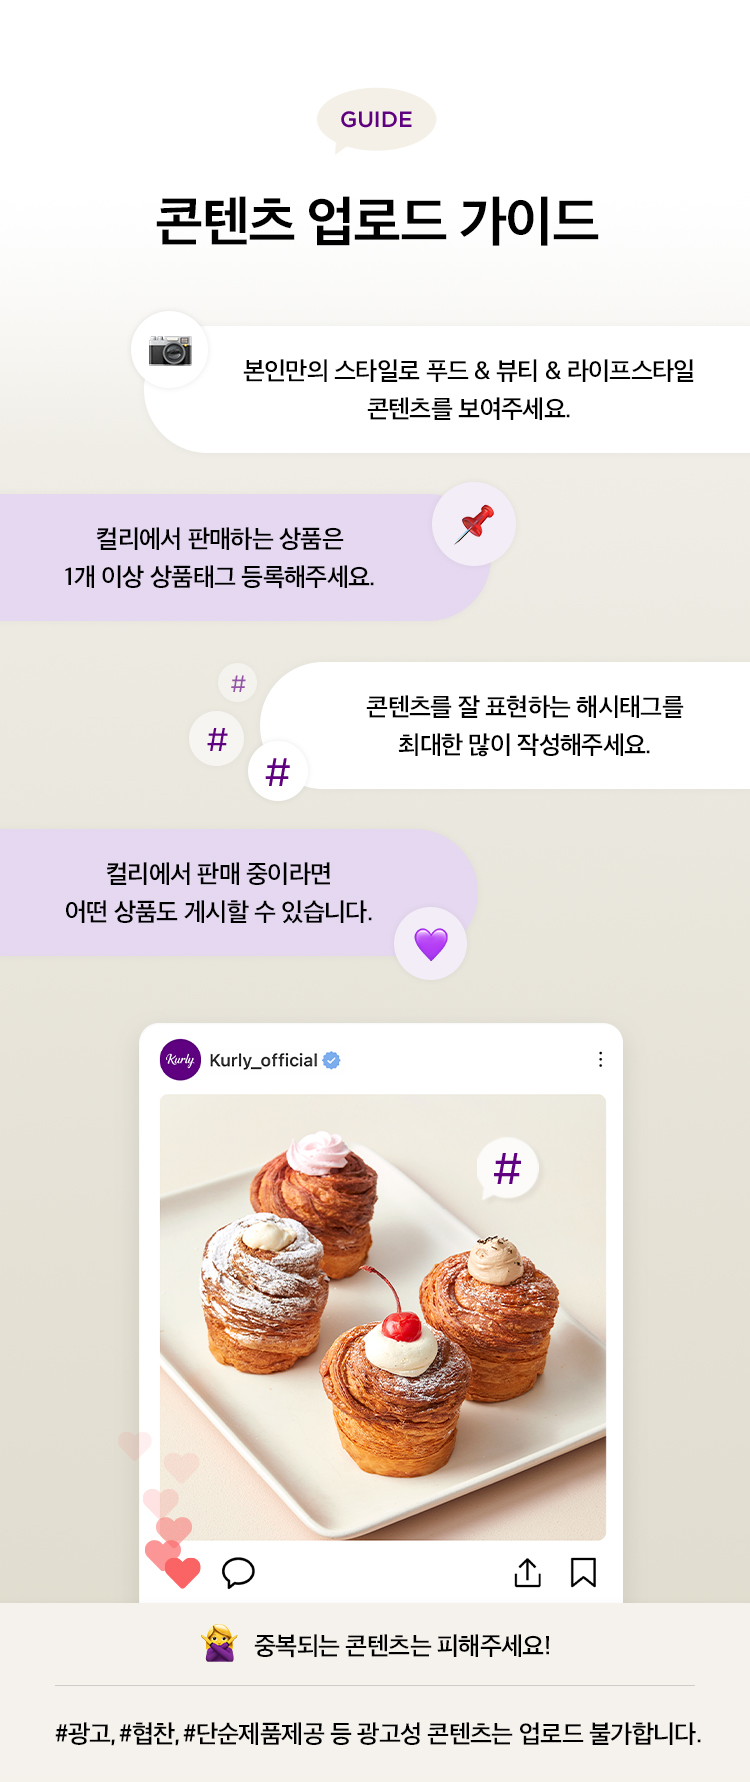 GUIDE
콘텐츠 업로드 가이드
본인만의 스타일로 푸드 & 뷰티 & 라이프스타일
콘텐츠를 보여주세요.
컬리에서 판매하는 상품은
1개 이상 상품태그 등록해주세요.
#
#
#
콘텐츠를 잘 표현하는 해시태그를
최대한 많이 작성해주세요.
컬리에서 판매 중이라면
어떤 상품도 게시할 수 있습니다.
Kurly
Kurly_official
#
중복되는 콘텐츠는 피해주세요!
#광고, #협찬, #단순제품제공 등 광고성 콘텐츠는 업로드 불가합니다.